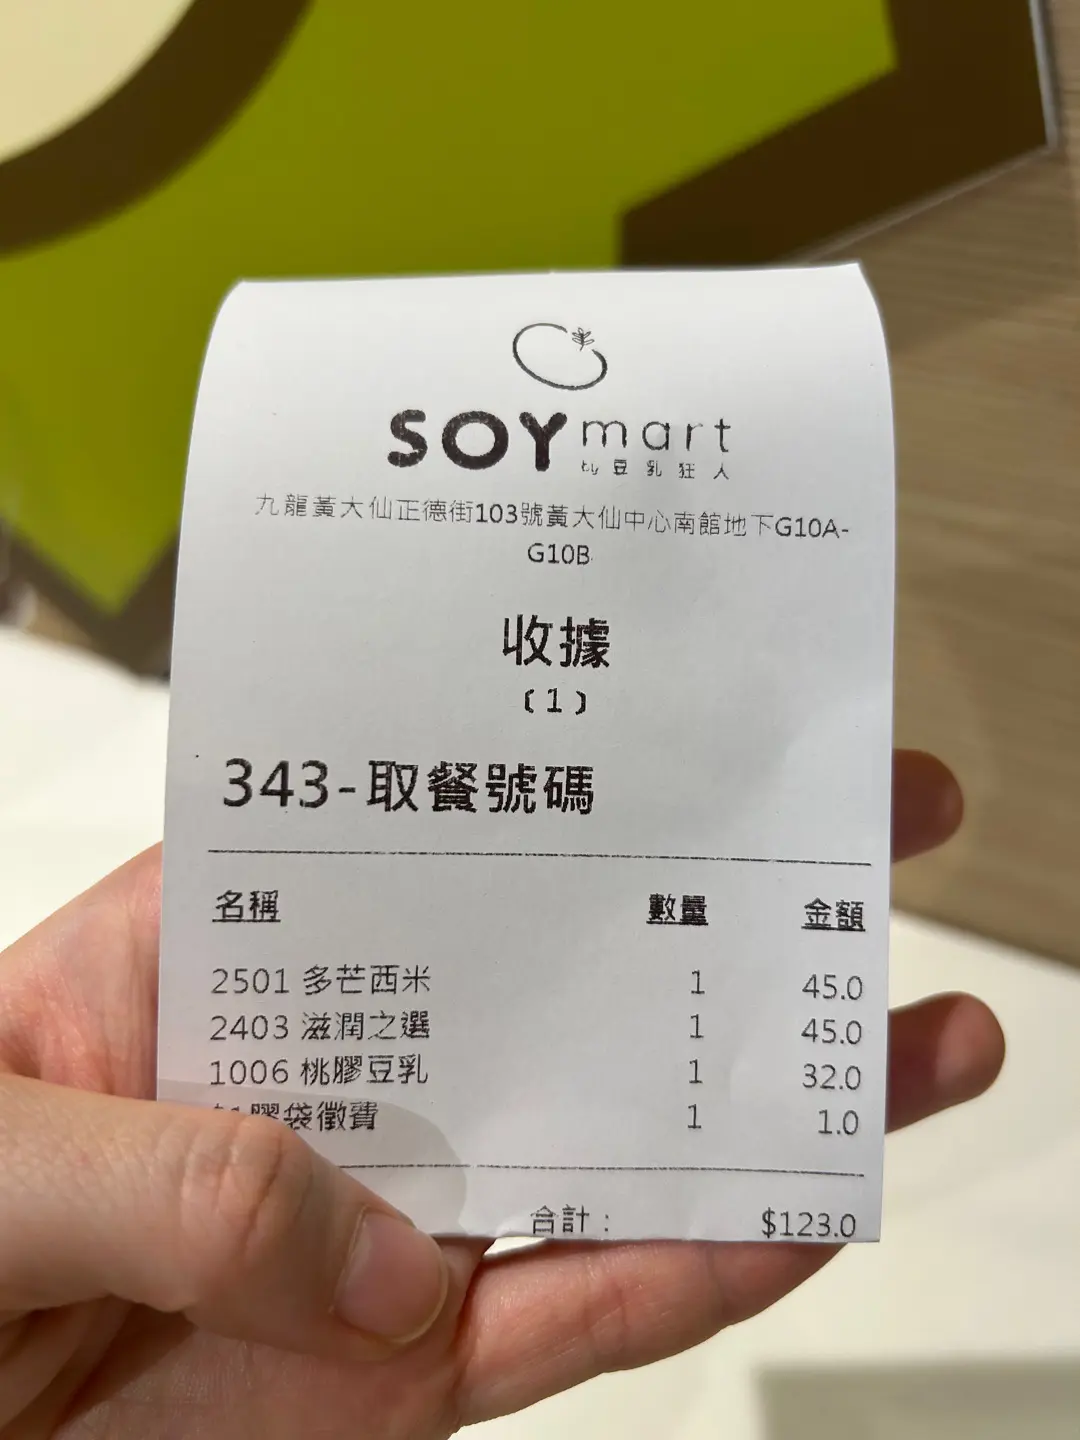 SOY mart
by 豆乳狂人
九龍黃大仙正德街103號黃大仙中心南館地下G10A-
G10B
收據
(1)
343-取餐號碼
名稱 數量 金額
2501 多芒西米 1 45.0
2403 滋潤之選 1 45.0
1006 桃膠豆乳 1 32.0
膠袋徵費 1 1.0
合計： $123.0